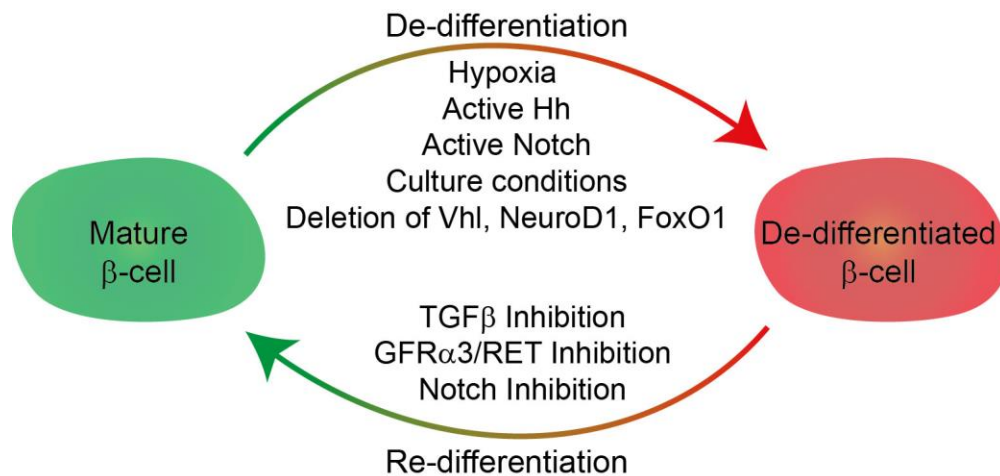 De-differentiation
Hypoxia
Active Hh
Active Notch
Culture conditions
Deletion of Vhl, NeuroD1, FoxO1
Mature
β-cell
De-differentiated
β-cell
TGFβ Inhibition
GFRα3/RET Inhibition
Notch Inhibition
Re-differentiation